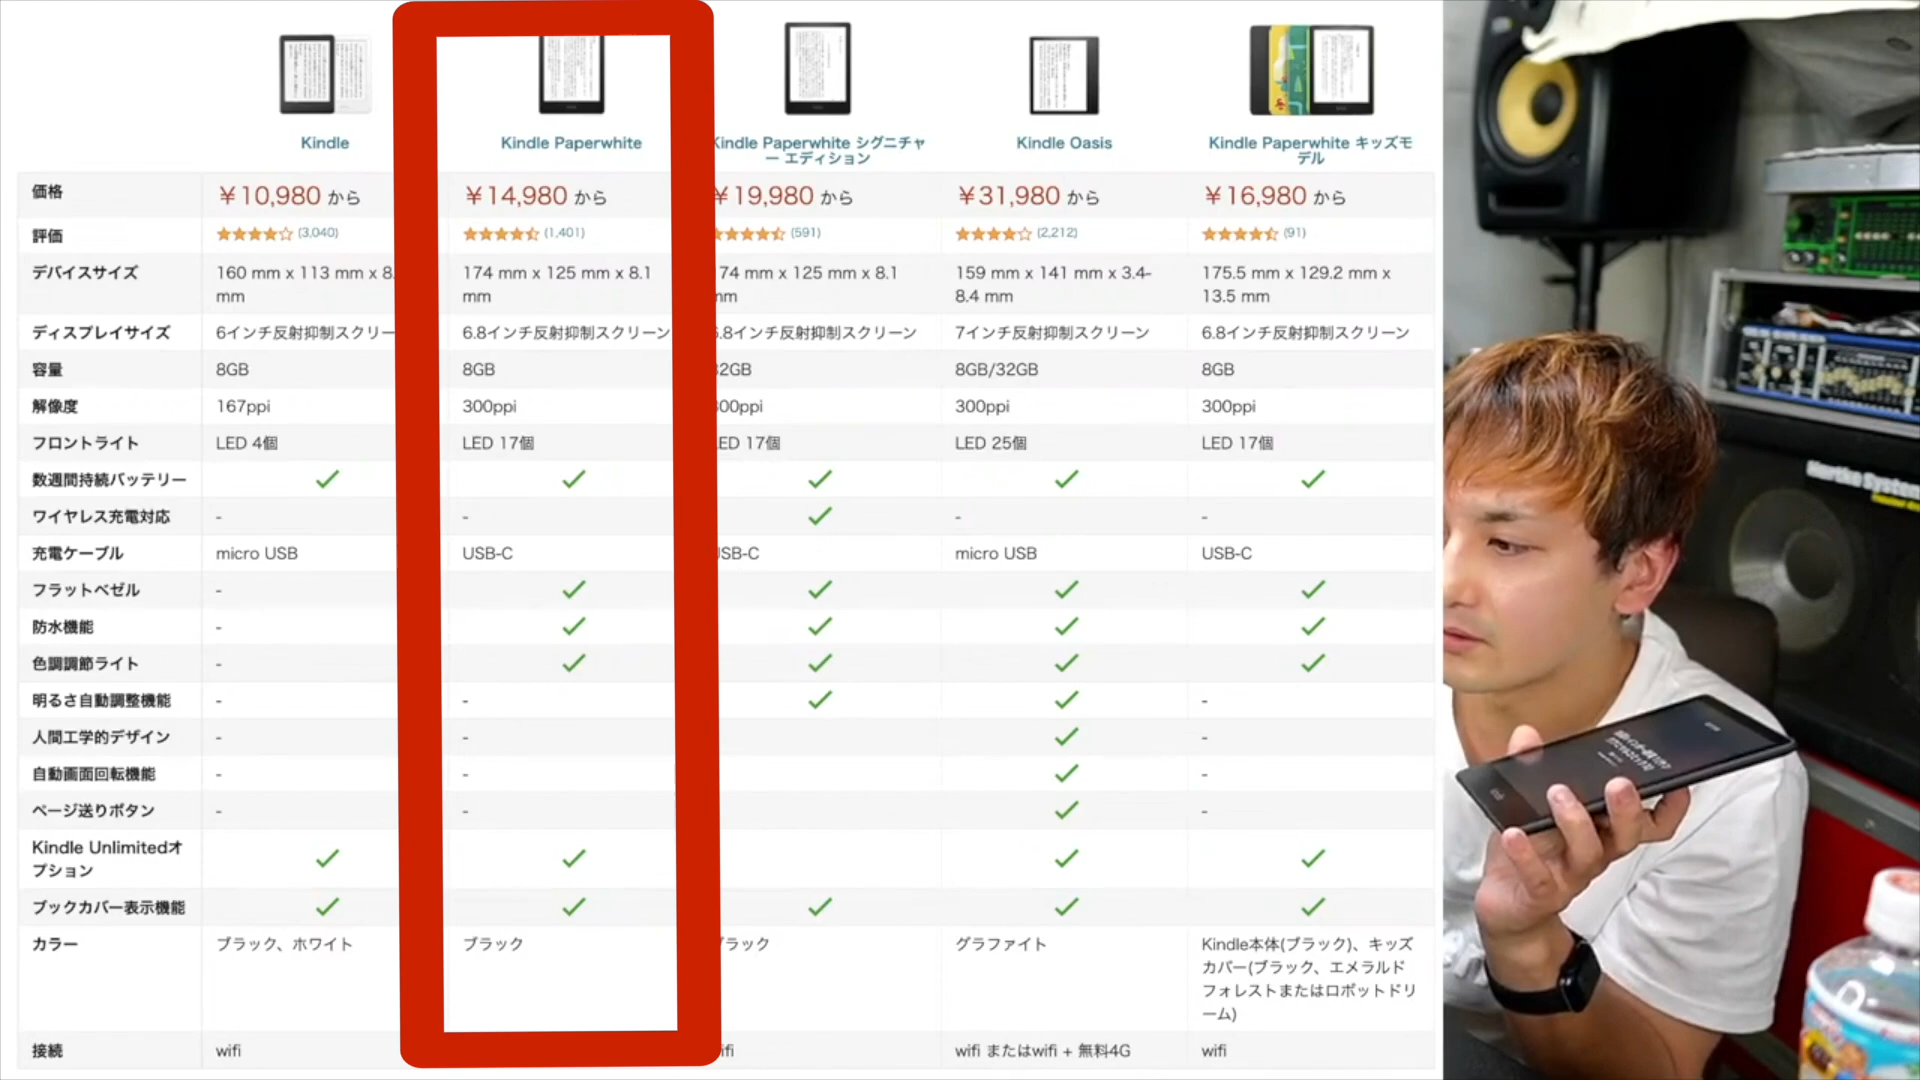 Kindle
Kindle Paperwhite
Kindle Paperwhite シグニチャ
ー エディション
Kindle Oasis
Kindle Paperwhite キッズモ
デル
価格 ￥10,980 から ￥14,980 から ￥19,980 から ￥31,980 から ￥16,980 から
評価 (3,040) (1,401) (591) (2,212) (91)
デバイスサイズ 160 mm x 113 mm x 8. 174 mm x 125 mm x 8.1 74 mm x 125 mm x 8.1 159 mm x 141 mm x 3.4- 175.5 mm x 129.2 mm x
mm mm mm 8.4 mm 13.5 mm
ディスプレイサイズ 6インチ反射抑制スクリー 6.8インチ反射抑制スクリーン .8インチ反射抑制スクリーン 7インチ反射抑制スクリーン 6.8インチ反射抑制スクリーン
容量 8GB 8GB 32GB 8GB/32GB 8GB
解像度 167ppi 300ppi 300ppi 300ppi 300ppi
フロントライト LED 4個 LED 17個 LED 17個 LED 25個 LED 17個
数週間持続バッテリー
ワイヤレス充電対応 - - - -
充電ケーブル micro USB USB-C USB-C micro USB USB-C
フラットベゼル -
防水機能 -
色調調節ライト -
明るさ自動調整機能 - - -
人間工学的デザイン - - -
自動画面回転機能 - - -
ページ送りボタン - - -
Kindle Unlimitedオ
プション
ブックカバー表示機能
カラー ブラック、ホワイト ブラック ブラック グラファイト Kindle本体(ブラック)、キッズ
カバー(ブラック、エメラルド
フォレストまたはロボットドリ
ーム)
接続 wifi ifi wifi またはwifi + 無料4G wifi
Hartke System